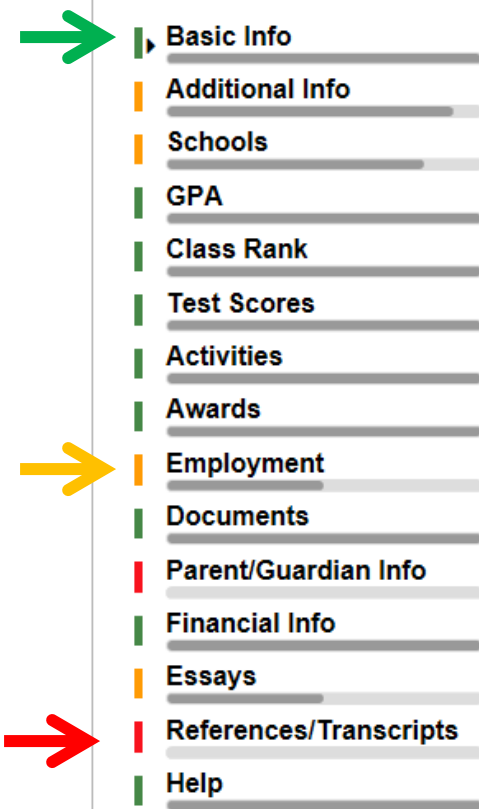 Basic Info
Additional Info
Schools
GPA
Class Rank
Test Scores
Activities
Awards
Employment
Documents
Parent/Guardian Info
Financial Info
Essays
References/Transcripts
Help